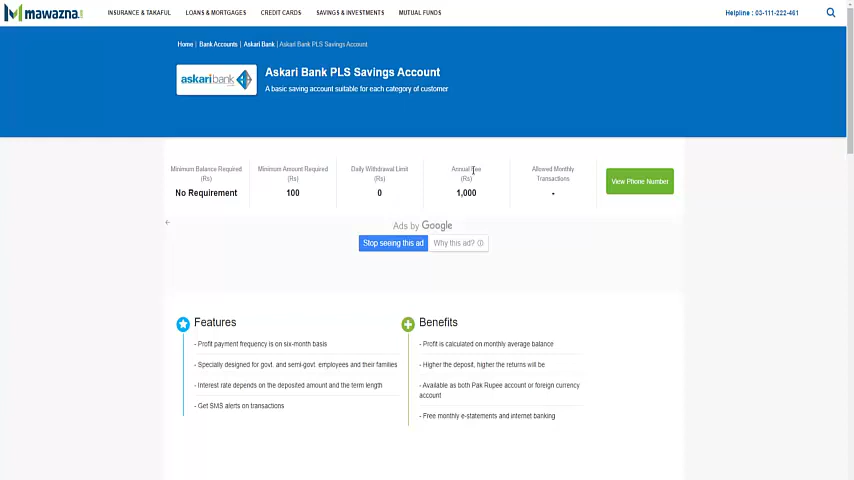 Mawazna
INSURANCE & TAKAFUL LOANS & MORTGAGES CREDIT CARDS SAVINGS & INVESTMENTS MUTUAL FUNDS Helpline : 03-111-222-461
Home | Bank Accounts | Askari Bank | Askari Bank PLS Savings Account
askaribank
Askari Bank PLS Savings Account
A basic saving account suitable for each category of customer
Minimum Balance Required
(Rs)
No Requirement
Minimum Amount Required
(Rs)
100
Daily Withdrawal Limit
(Rs)
0
Annual Fee
(Rs)
1,000
Allowed Monthly
Transactions
-
View Phone Number
Ads by Google
Stop seeing this ad Why this ad?
Features
- Profit payment frequency is on six-month basis
- Specially designed for govt. and semi-govt. employees and their families
- Interest rate depends on the deposited amount and the term length
- Get SMS alerts on transactions
Benefits
- Profit is calculated on monthly average balance
- Higher the deposit, higher the returns will be
- Available as both Pak Rupee account or foreign currency
account
- Free monthly e-statements and internet banking